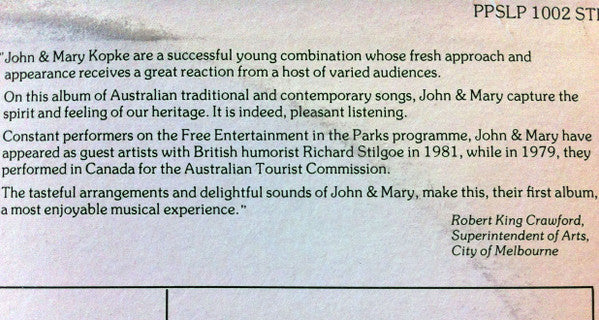 PPSLP 1002 STE
"John & Mary Kopke are a successful young combination whose fresh approach and
appearance receives a great reaction from a host of varied audiences.
On this album of Australian traditional and contemporary songs, John & Mary capture the
spirit and feeling of our heritage. It is indeed, pleasant listening.
Constant performers on the Free Entertainment in the Parks programme, John & Mary have
appeared as guest artists with British humorist Richard Stilgoe in 1981, while in 1979, they
performed in Canada for the Australian Tourist Commission.
The tasteful arrangements and delightful sounds of John & Mary, make this, their first album,
a most enjoyable musical experience."
Robert King Crawford,
Superintendent of Arts,
City of Melbourne